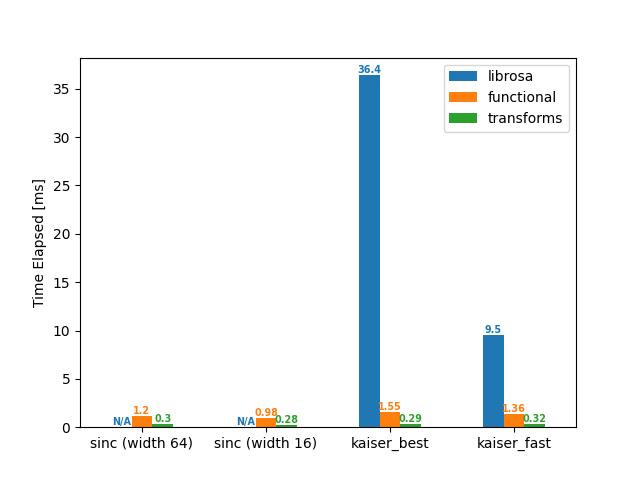 librosa
functional
transforms
Time Elapsed [ms]
35
30
25
20
15
10
5
0
N/A 1.2 0.3
N/A 0.98 0.28
36.4 1.55 0.29
9.5 1.36 0.32
sinc (width 64) sinc (width 16) kaiser_best kaiser_fast